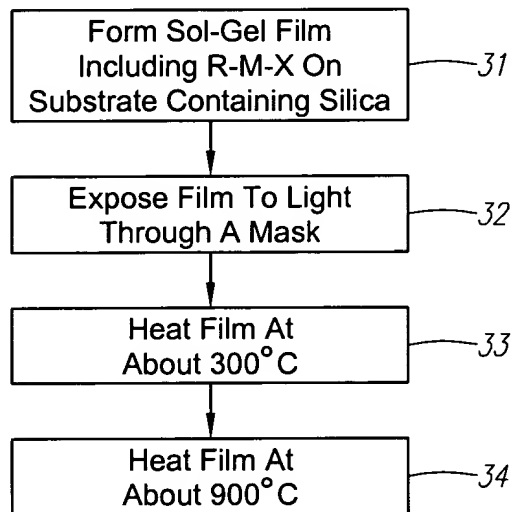 Form Sol-Gel Film
Including R-M-X On
Substrate Containing Silica
31
Expose Film To Light
Through A Mask
32
Heat Film At
About 300°C
33
Heat Film At
About 900°C
34